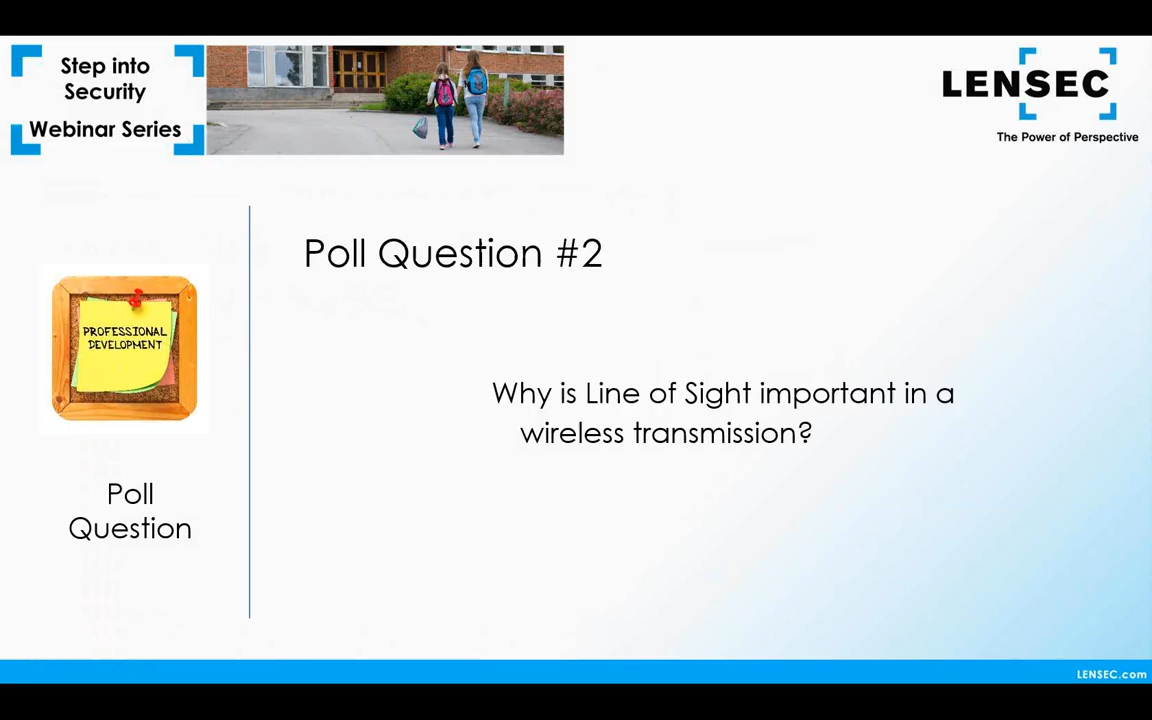 Step into
Security
Webinar Series
LENSEC
The Power of Perspective
Poll Question #2
PROFESSIONAL
DEVELOPMENT
Why is Line of Sight important in a
wireless transmission?
Poll
Question
LENSEC.com